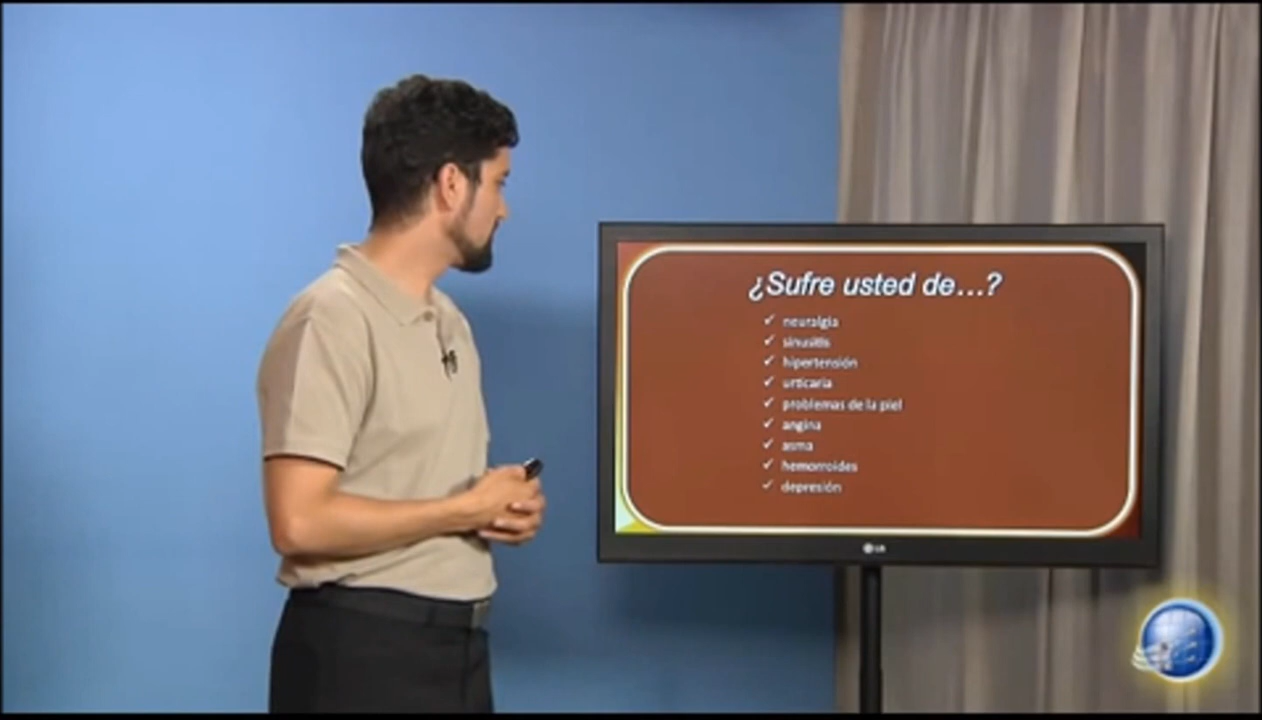 ¿Sufre usted de...?
✓ neuralgia
✓ sinusitis
✓ hipertensión
✓ urticaria
✓ problemas de la piel
✓ angina
✓ asma
✓ hemorroides
✓ depresión
LG